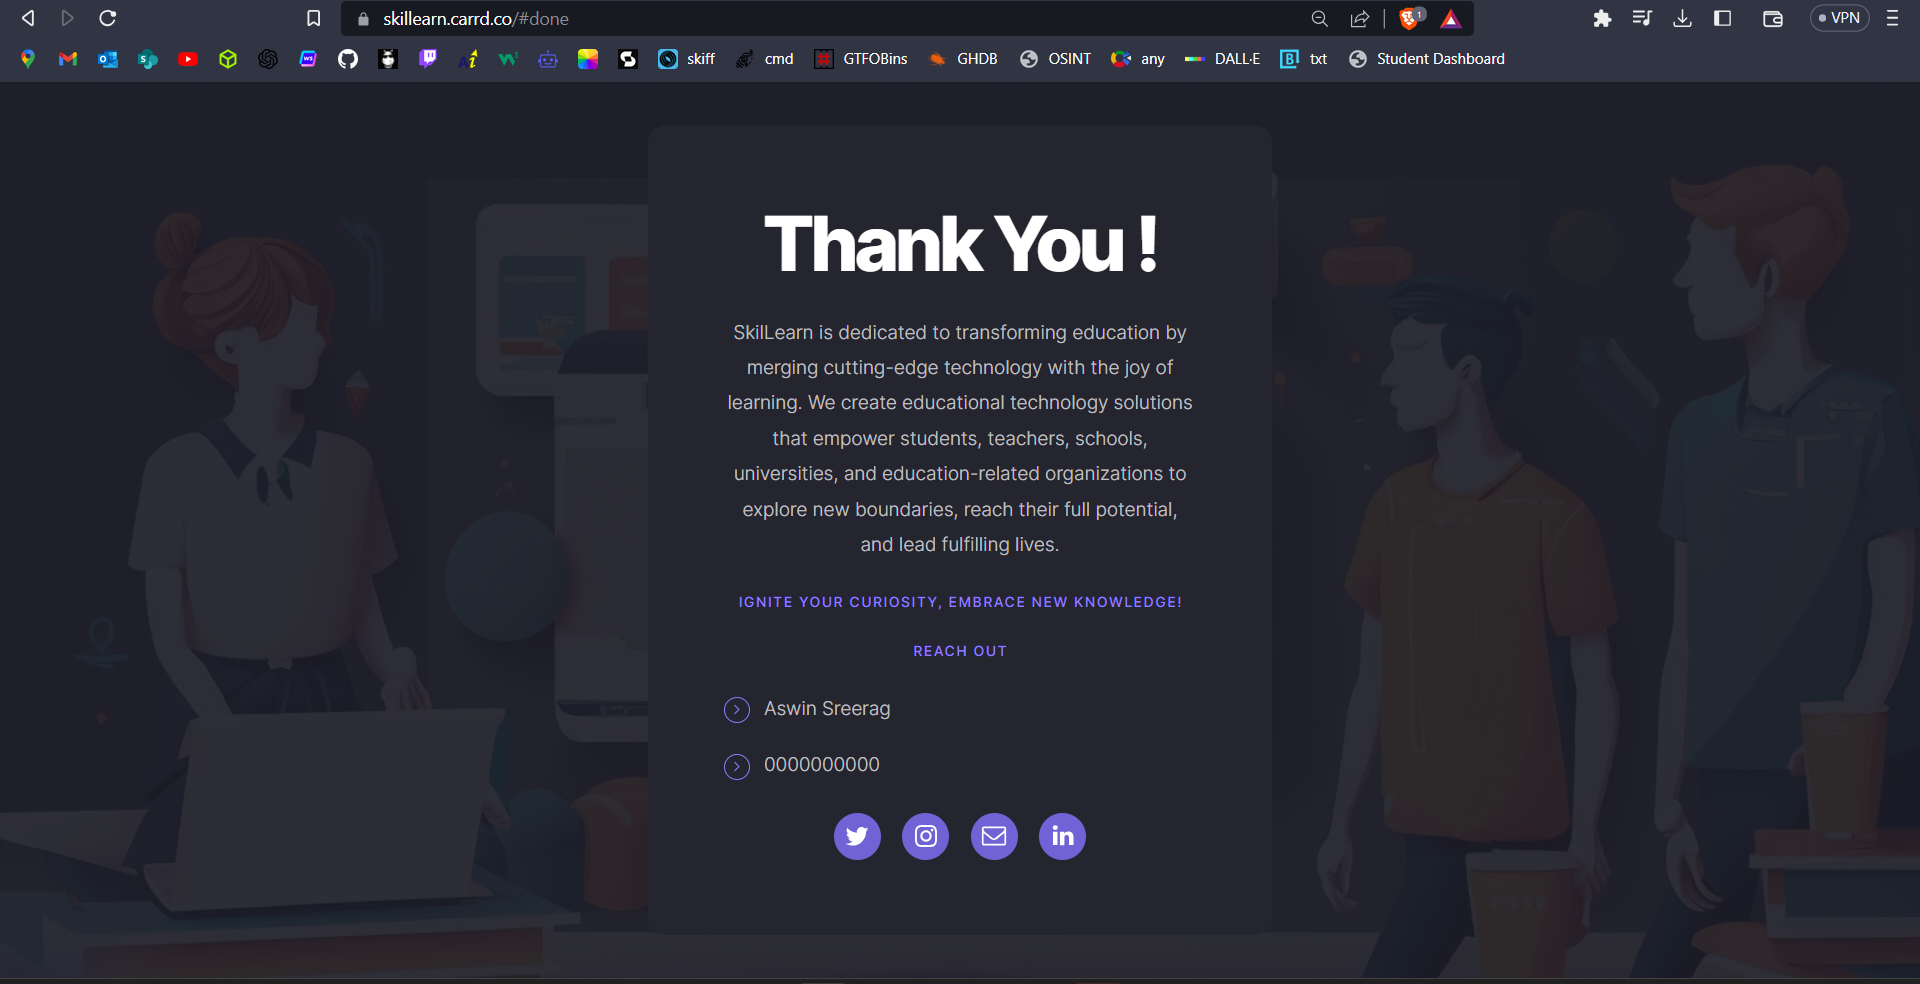 skillearn.carrd.co/#done
1
VPN
skiff
cmd
GTFOBins
GHDB
OSINT
any
DALL·E
txt
Student Dashboard
Thank You !
SkilLearn is dedicated to transforming education by
merging cutting-edge technology with the joy of
learning. We create educational technology solutions
that empower students, teachers, schools,
universities, and education-related organizations to
explore new boundaries, reach their full potential,
and lead fulfilling lives.
IGNITE YOUR CURIOSITY, EMBRACE NEW KNOWLEDGE!
REACH OUT
Aswin Sreerag
0000000000